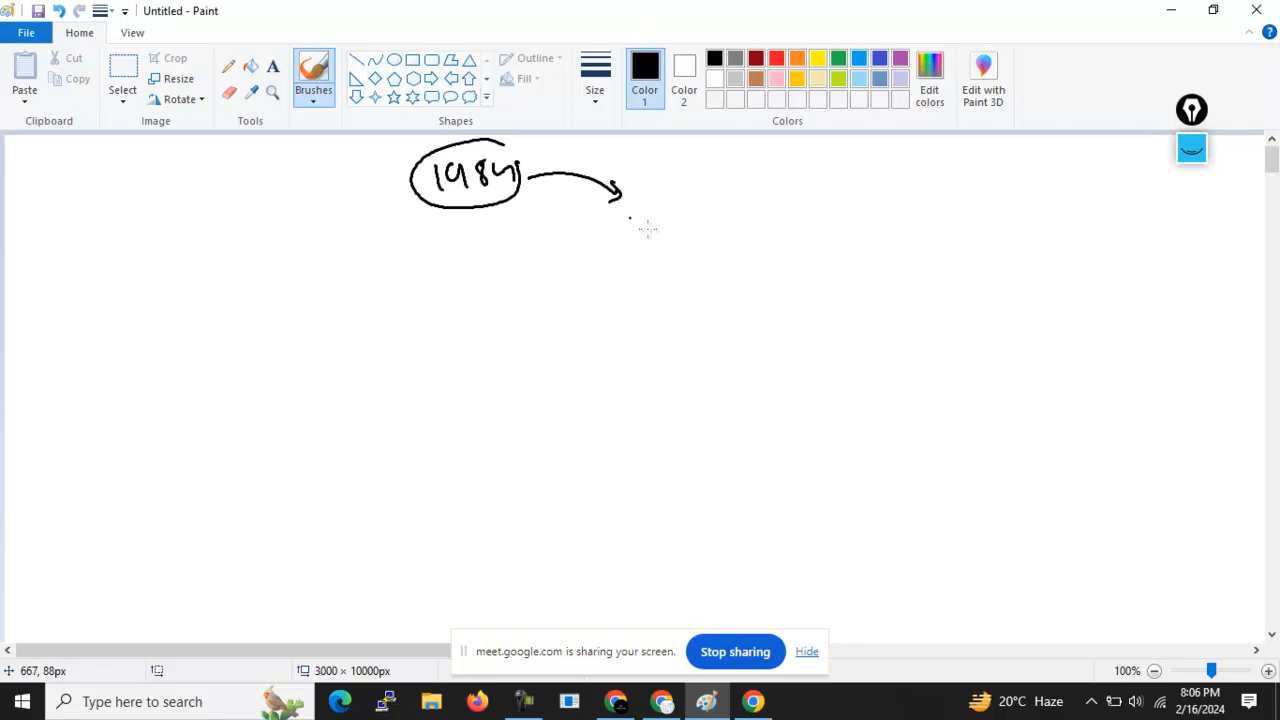 Untitled - Paint
File
Home
View
Paste
Cut
Copy
Clipboard
Select
Crop
Resize
Rotate
Image
Tools
Brushes
Shapes
Outline
Fill
Size
Color 1
Color 2
Edit colors
Edit with Paint 3D
Colors
1984
meet.google.com is sharing your screen.
Stop sharing
Hide
667, 88px
3000 × 10000px
100%
Type here to search
20°C Haze
8:06 PM
2/16/2024